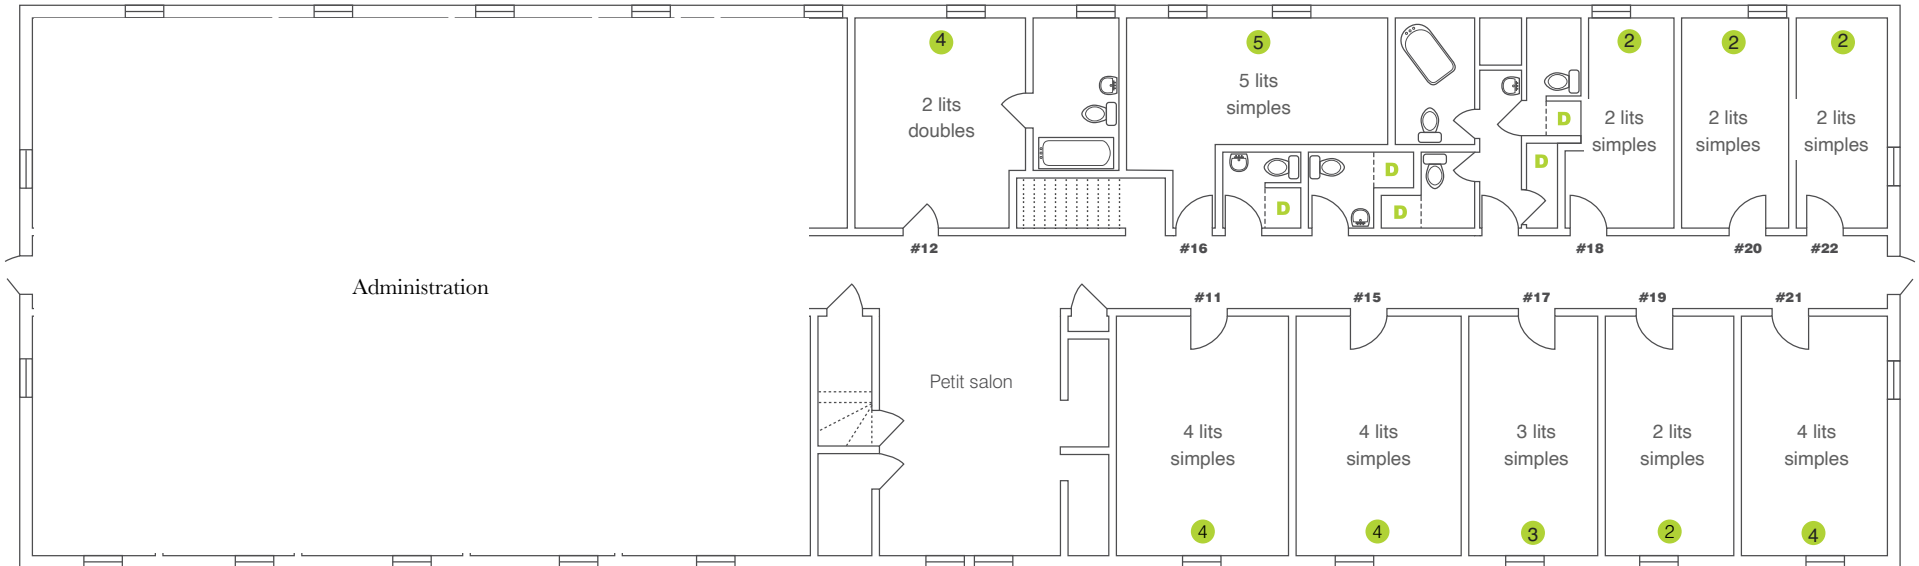 4
5
2
2
2
2 lits
doubles
5 lits
simples
2 lits
simples
2 lits
simples
2 lits
simples
D
D
D
D
D
#12
#16
#18
#20
#22
Administration
#11
#15
#17
#19
#21
Petit salon
4 lits
simples
4 lits
simples
3 lits
simples
2 lits
simples
4 lits
simples
4
4
3
2
4